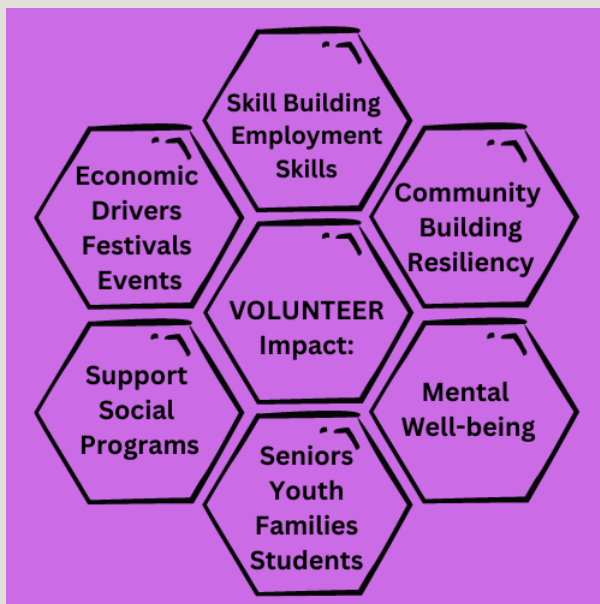 Skill Building
Employment
Skills
Economic
Drivers
Festivals
Events
Community
Building
Resiliency
VOLUNTEER
Impact:
Support
Social
Programs
Mental
Well-being
Seniors
Youth
Families
Students